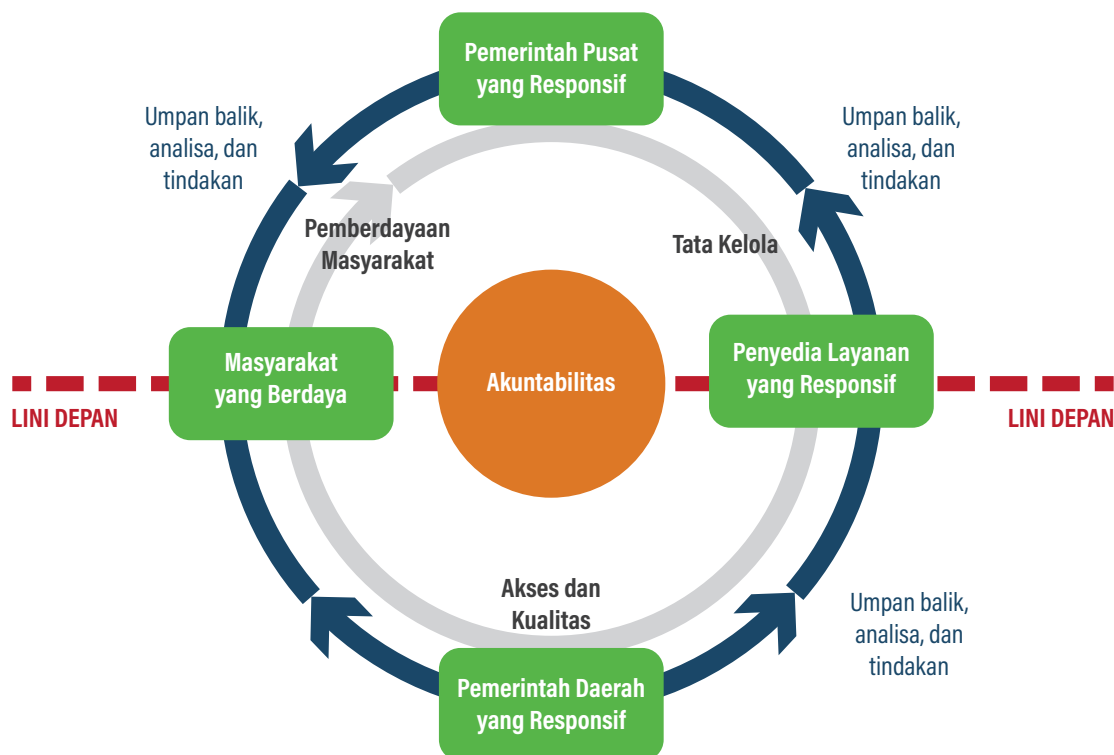 Pemerintah Pusat
yang Responsif
Umpan balik,
analisa, dan
tindakan
Umpan balik,
analisa, dan
tindakan
Pemberdayaan
Masyarakat
Tata Kelola
Masyarakat
yang Berdaya
Akuntabilitas
Penyedia Layanan
yang Responsif
LINI DEPAN
LINI DEPAN
Akses dan
Kualitas
Umpan balik,
analisa, dan
tindakan
Pemerintah Daerah
yang Responsif